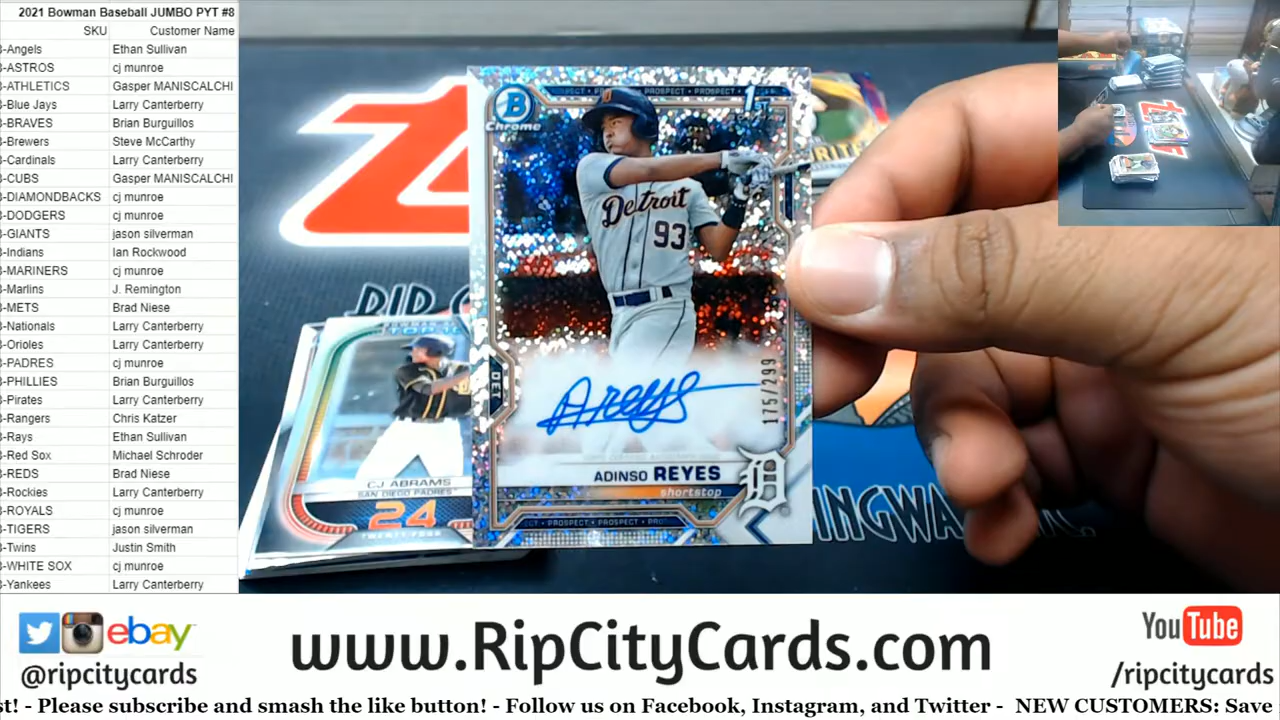 2021 Bowman Baseball JUMBO PYT #8
SKU Customer Name
-Angels Ethan Sullivan
-ASTROS cj munroe
-ATHLETICS Gasper MANISCALCHI
-Blue Jays Larry Canterberry
-BRAVES Brian Burguillos
-Brewers Steve McCarthy
-Cardinals Larry Canterberry
-CUBS Gasper MANISCALCHI
-DIAMONDBACKS cj munroe
-DODGERS cj munroe
-GIANTS jason silverman
-Indians Ian Rockwood
-MARINERS cj munroe
-Marlins J. Remington
-METS Brad Niese
-Nationals Larry Canterberry
-Orioles Larry Canterberry
-PADRES cj munroe
-PHILLIES Brian Burguillos
-Pirates Larry Canterberry
-Rangers Chris Katzer
-Rays Ethan Sullivan
-Red Sox Michael Schroder
-REDS Brad Niese
-Rockies Larry Canterberry
-ROYALS cj munroe
-TIGERS jason silverman
-Twins Justin Smith
-WHITE SOX cj munroe
-Yankees Larry Canterberry
B
Chrome
PROSPECT
1st
Detroit
93
Areys
175/299
DET
ADINSO REYES
shortstop
PROSPECT • PROSPECT
D
RIP C
CJ ABRAMS
SAN DIEGO PADRES
24
TWENTY FOUR
ebay
@ripcitycards
www.RipCityCards.com
YouTube
/ripcitycards
st! - Please subscribe and smash the like button! - Follow us on Facebook, Instagram, and Twitter - NEW CUSTOMERS: Save